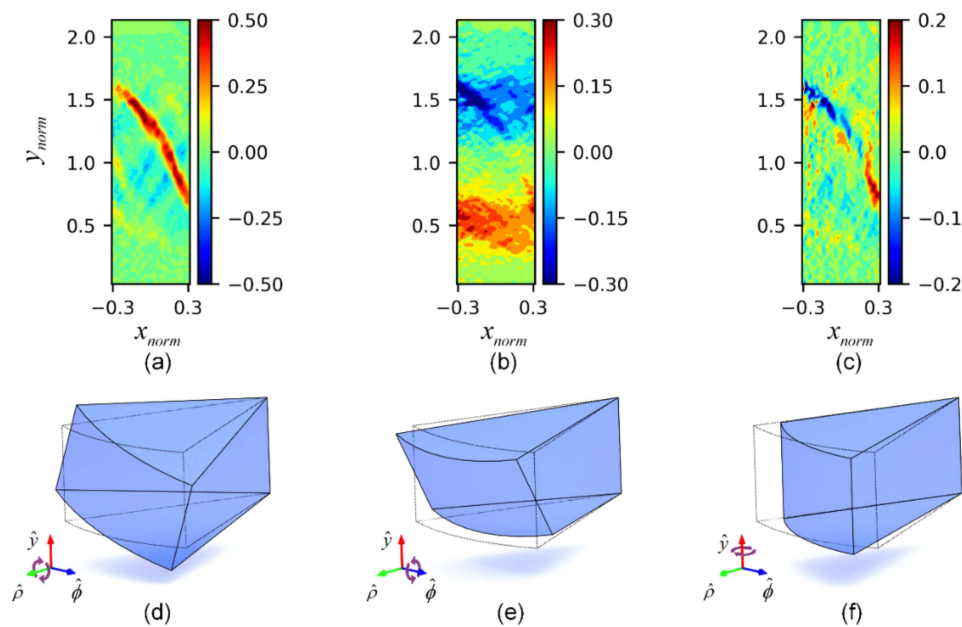 2.0
1.5
1.0
0.5
y_norm
−0.3 0.3
x_norm
0.50
0.25
0.00
−0.25
−0.50
(a)
2.0
1.5
1.0
0.5
−0.3 0.3
x_norm
0.30
0.15
0.00
−0.15
−0.30
(b)
2.0
1.5
1.0
0.5
−0.3 0.3
x_norm
0.2
0.1
0.0
−0.1
−0.2
(c)
ŷ
ρ̂ ϕ̂
(d)
ŷ
ρ̂ ϕ̂
(e)
ŷ
ρ̂ ϕ̂
(f)